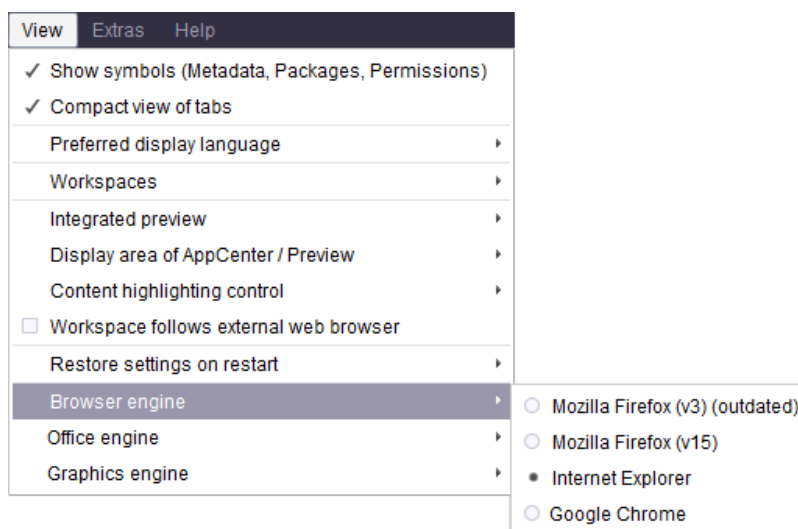 View Extras Help
Show symbols (Metadata, Packages, Permissions)
Compact view of tabs
Preferred display language
Workspaces
Integrated preview
Display area of AppCenter / Preview
Content highlighting control
Workspace follows external web browser
Restore settings on restart
Browser engine
Office engine
Graphics engine
Mozilla Firefox (v3) (outdated)
Mozilla Firefox (v15)
Internet Explorer
Google Chrome